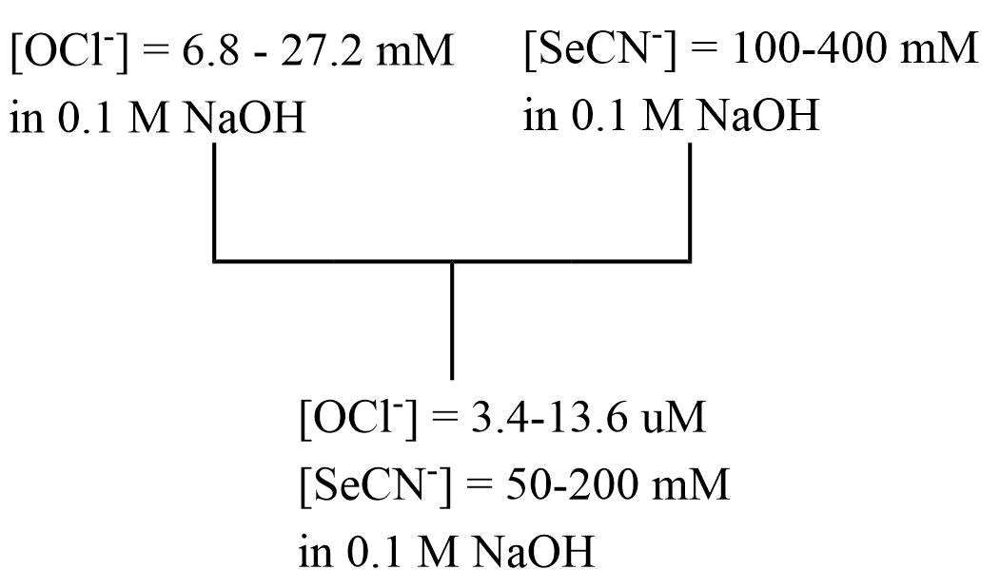 [OCl⁻] = 6.8 - 27.2 mM
in 0.1 M NaOH
[SeCN⁻] = 100-400 mM
in 0.1 M NaOH
[OCl⁻] = 3.4-13.6 uM
[SeCN⁻] = 50-200 mM
in 0.1 M NaOH